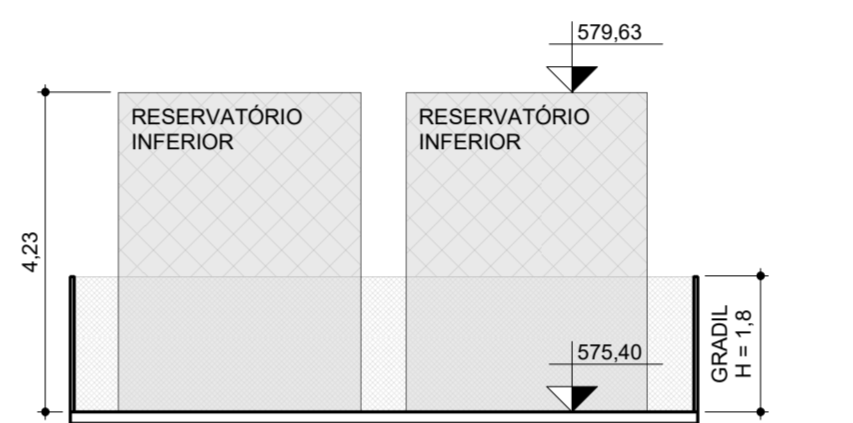 579,63
RESERVATÓRIO
INFERIOR
RESERVATÓRIO
INFERIOR
4,23
575,40
GRADIL
H = 1,8